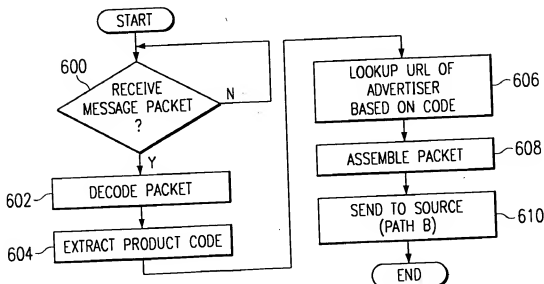 START
600
RECEIVE
MESSAGE PACKET
?
N
Y
602
DECODE PACKET
604
EXTRACT PRODUCT CODE
LOOKUP URL OF
ADVERTISER
BASED ON CODE
606
ASSEMBLE PACKET
608
SEND TO SOURCE
(PATH B)
610
END